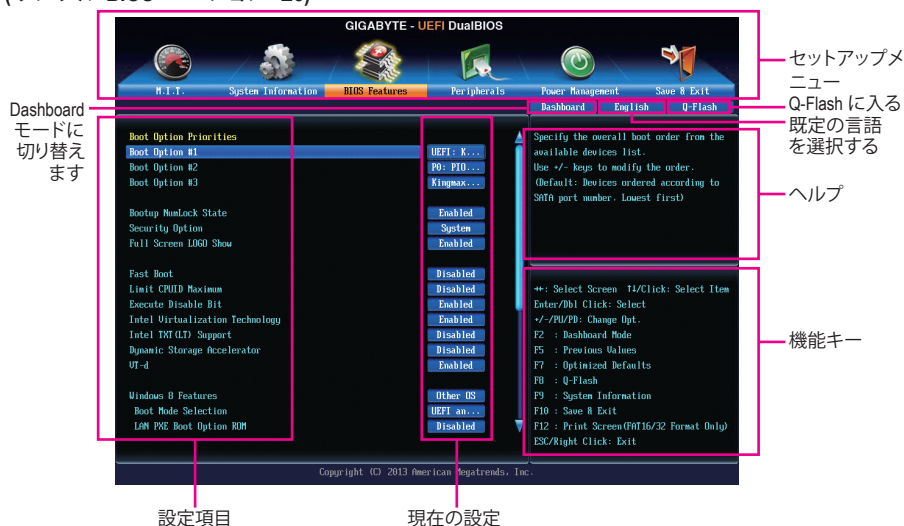 GIGABYTE - UEFI DualBIOS
M.I.T.
System Information
BIOS Features
Peripherals
Power Management
Save & Exit
Dashboard
English
Q-Flash
セットアップメ
ニュー
Q-Flash に入る
既定の言語
を選択する
Dashboard
モードに
切り替え
ます
Boot Option Priorities
Boot Option #1 UEFI: K...
Boot Option #2 P0: PIO...
Boot Option #3 Kingmax...
Bootup NumLock State Enabled
Security Option System
Full Screen LOGO Show Enabled
Fast Boot Disabled
Limit CPUID Maximum Disabled
Execute Disable Bit Enabled
Intel Virtualization Technology Enabled
Intel TXT(LT) Support Disabled
Dynamic Storage Accelerator Disabled
VT-d Enabled
Windows 8 Features Other OS
Boot Mode Selection UEFI an...
LAN PXE Boot Option ROM Disabled
Specify the overall boot order from the
available devices list.
Use +/- keys to modify the order.
(Default: Devices ordered according to
SATA port number. Lowest first)
ヘルプ
→←: Select Screen ↑↓/Click: Select Item
Enter/Dbl Click: Select
+/-/PU/PD: Change Opt.
F2 : Dashboard Mode
F5 : Previous Values
F7 : Optimized Defaults
F8 : Q-Flash
F9 : System Information
F10 : Save & Exit
F12 : Print Screen(FAT16/32 Format Only)
ESC/Right Click: Exit
機能キー
Copyright (C) 2013 American Megatrends, Inc.
設定項目
現在の設定